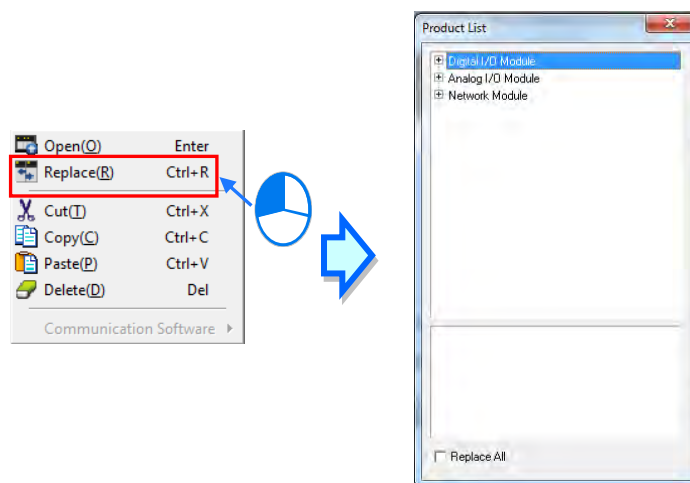 Open(O) Enter
Replace(R) Ctrl+R
Cut(T) Ctrl+X
Copy(C) Ctrl+C
Paste(P) Ctrl+V
Delete(D) Del
Communication Software
Product List
Digital I/O Module
Analog I/O Module
Network Module
Replace All